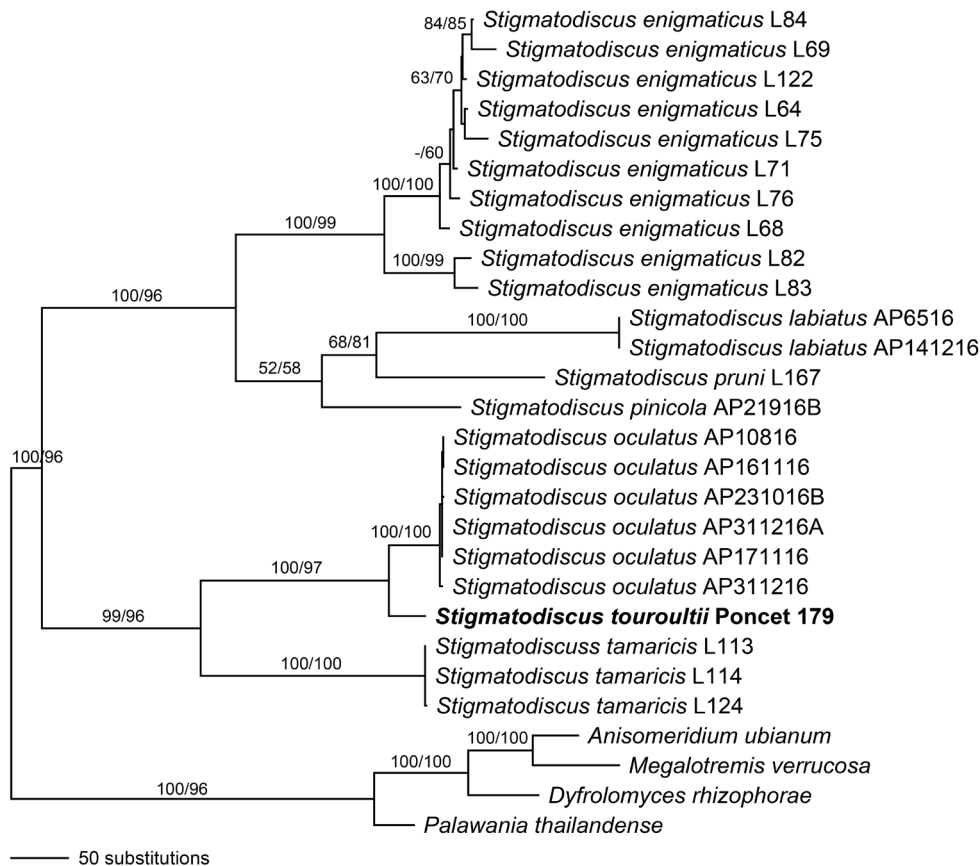 84/85
Stigmatodiscus enigmaticus L84
Stigmatodiscus enigmaticus L69
63/70
Stigmatodiscus enigmaticus L122
Stigmatodiscus enigmaticus L64
Stigmatodiscus enigmaticus L75
-/60
Stigmatodiscus enigmaticus L71
100/100
Stigmatodiscus enigmaticus L76
100/99
Stigmatodiscus enigmaticus L68
100/99
Stigmatodiscus enigmaticus L82
Stigmatodiscus enigmaticus L83
100/96
100/100
Stigmatodiscus labiatus AP6516
68/81
Stigmatodiscus labiatus AP141216
52/58
Stigmatodiscus pruni L167
Stigmatodiscus pinicola AP21916B
Stigmatodiscus oculatus AP10816
100/96
Stigmatodiscus oculatus AP161116
Stigmatodiscus oculatus AP231016B
100/100
Stigmatodiscus oculatus AP311216A
Stigmatodiscus oculatus AP171116
100/97
Stigmatodiscus oculatus AP311216
99/96
Stigmatodiscus touroultii Poncet 179
Stigmatodiscuss tamaricis L113
100/100
Stigmatodiscus tamaricis L114
Stigmatodiscus tamaricis L124
100/100
Anisomeridium ubianum
100/100
Megalotremis verrucosa
100/96
Dyfrolomyces rhizophorae
Palawania thailandense
50 substitutions